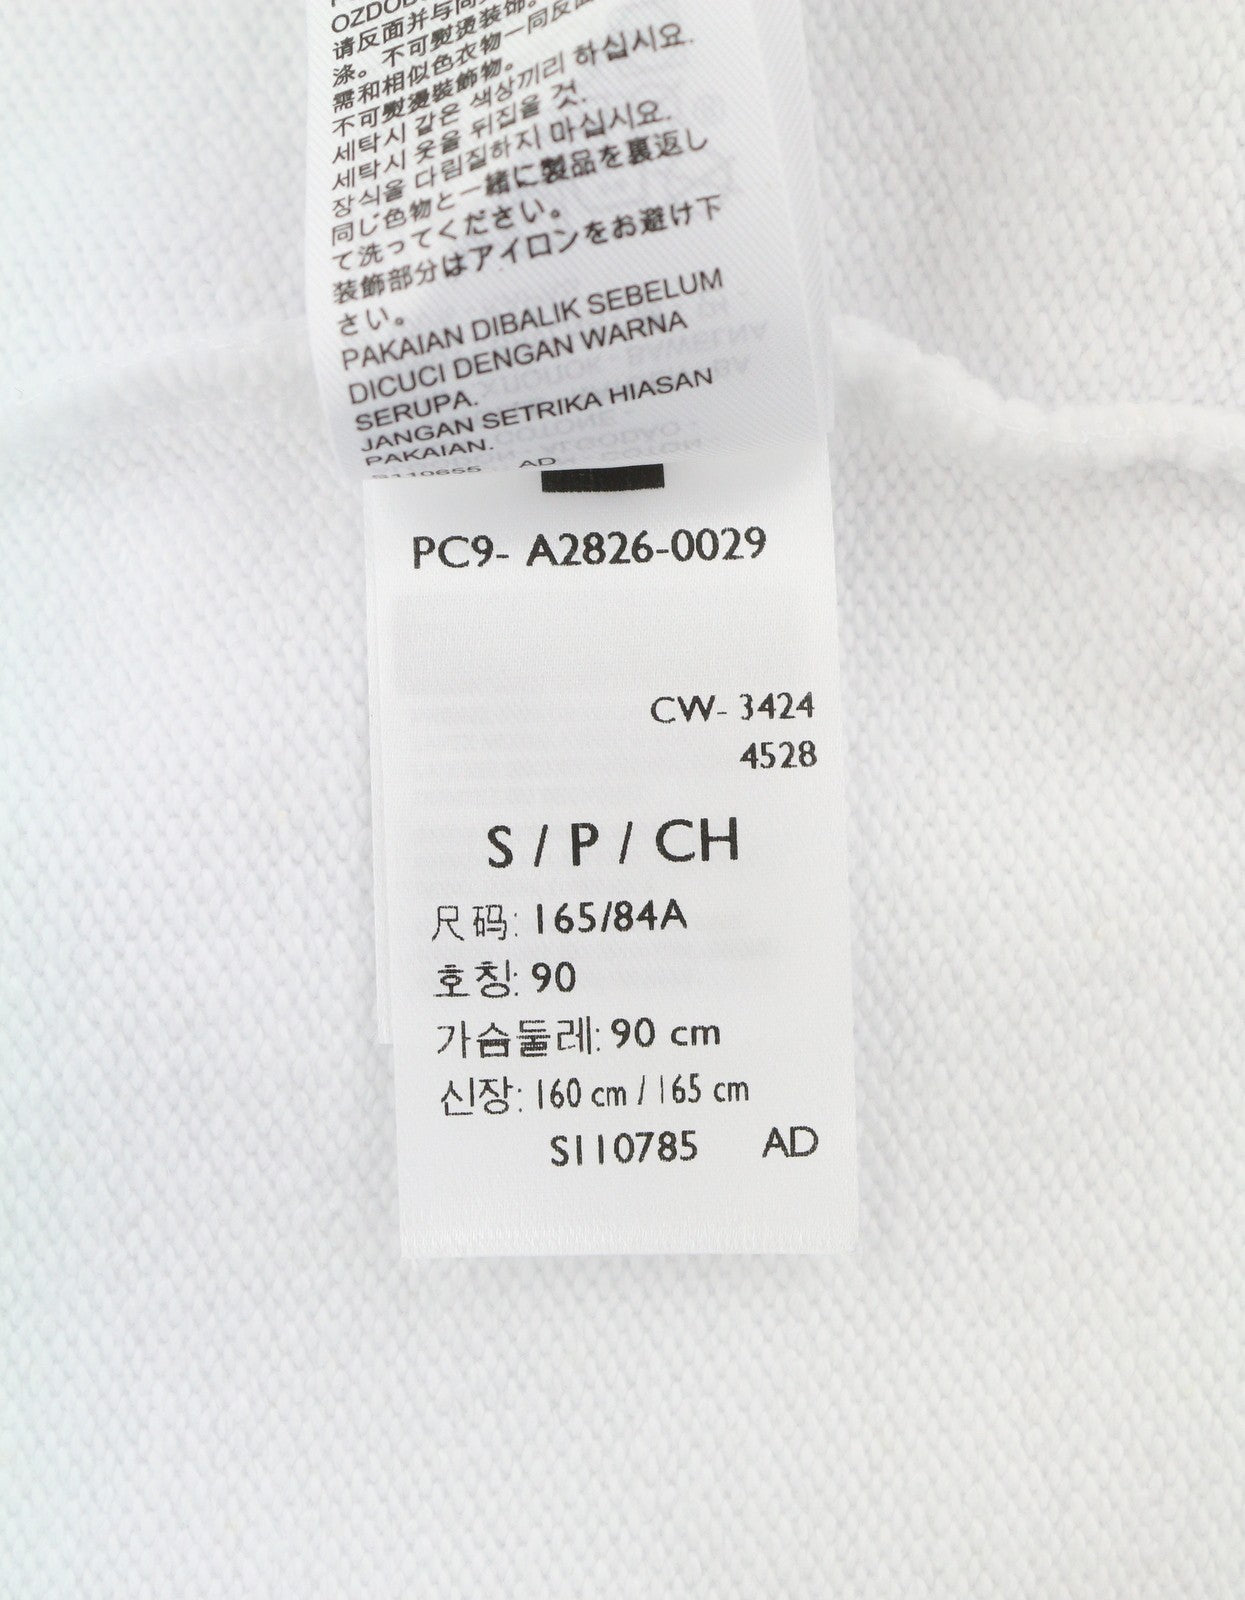 OZDOB
请反面并与同
涤。不可熨烫装饰。
需和相似色衣物一同反面
不可熨燙裝飾物。
세탁시 같은 색상끼리 하십시요.
세탁시 옷을 뒤집을 것.
장식을 다림질하지 마십시요.
同じ色物と一緒に製品を裏返し
て洗ってください。
装飾部分はアイロンをお避け下
さい。
PAKAIAN DIBALIK SEBELUM
DICUCI DENGAN WARNA
SERUPA.
JANGAN SETRIKA HIASAN
PAKAIAN.
S110655 AD
PC9- A2826-0029
CW- 3424
4528
S / P / CH
尺码: 165/84A
호칭: 90
가슴둘레: 90 cm
신장: 160 cm / 165 cm
S110785 AD